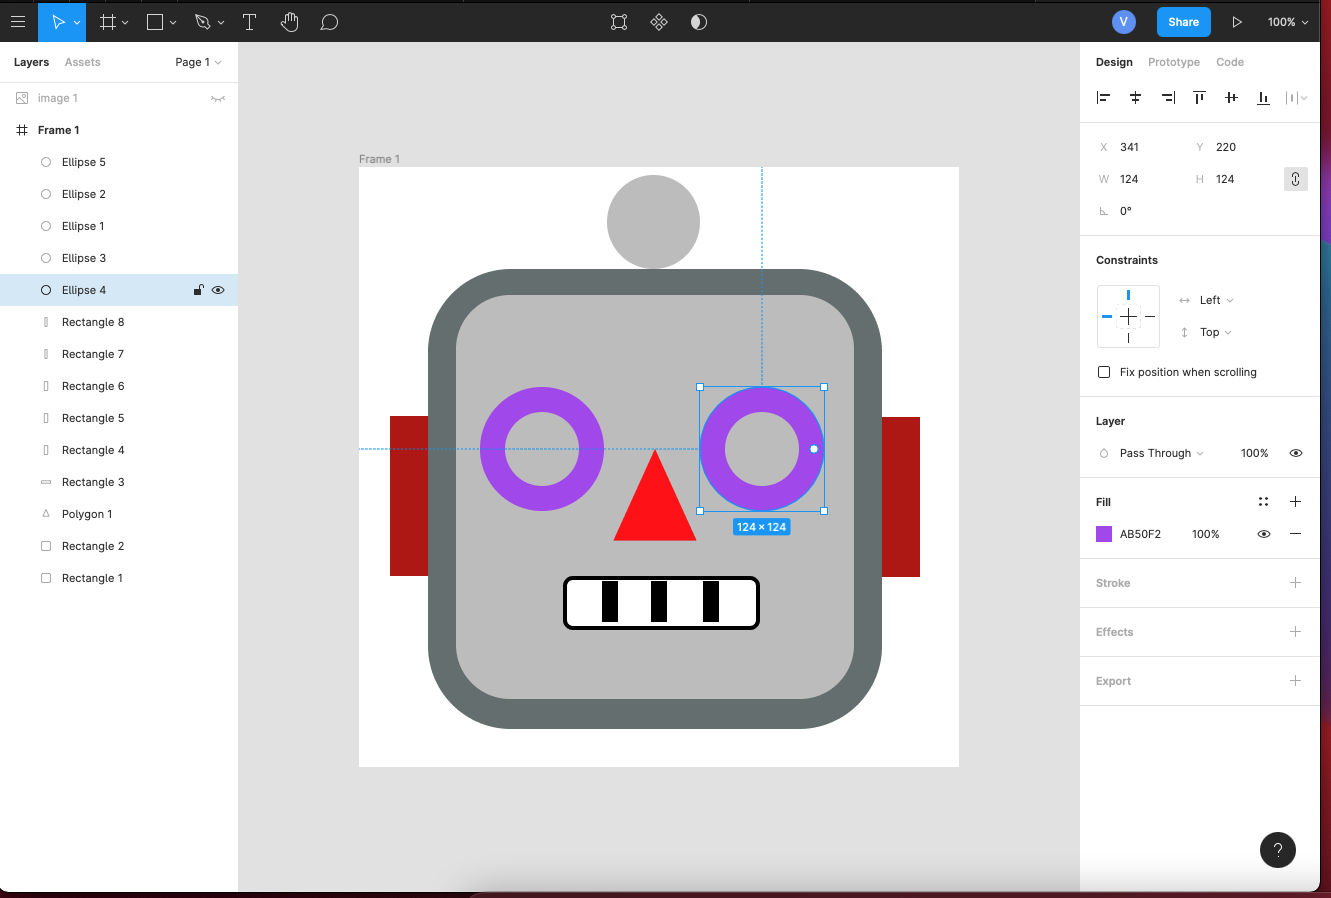 V
Share
100%
Layers
Assets
Page 1
image 1
Frame 1
Ellipse 5
Ellipse 2
Ellipse 1
Ellipse 3
Ellipse 4
Rectangle 8
Rectangle 7
Rectangle 6
Rectangle 5
Rectangle 4
Rectangle 3
Polygon 1
Rectangle 2
Rectangle 1
Frame 1
124 × 124
Design Prototype Code
X 341 Y 220
W 124 H 124
0°
Constraints
Left
Top
Fix position when scrolling
Layer
Pass Through 100%
Fill
AB50F2 100%
Stroke
Effects
Export
?